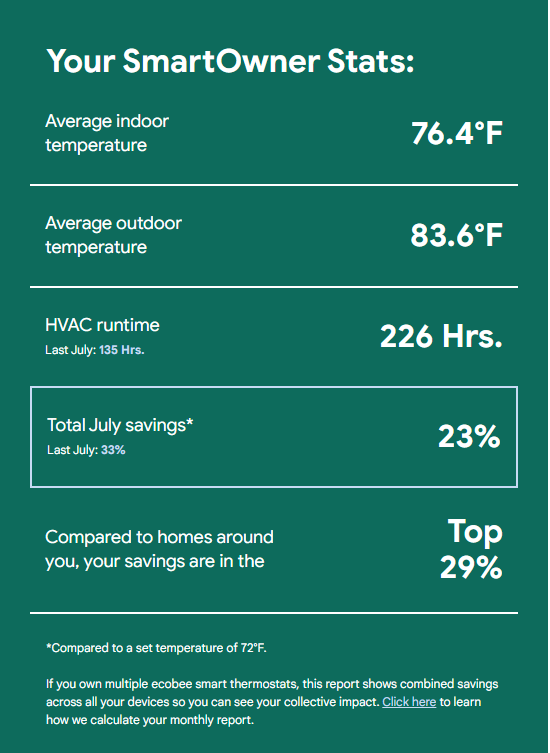 Your SmartOwner Stats:
Average indoor
temperature
76.4°F
Average outdoor
temperature
83.6°F
HVAC runtime
Last July: 135 Hrs.
226 Hrs.
Total July savings*
Last July: 33%
23%
Compared to homes around
you, your savings are in the
Top
29%
*Compared to a set temperature of 72°F.
If you own multiple ecobee smart thermostats, this report shows combined savings
across all your devices so you can see your collective impact. Click here to learn
how we calculate your monthly report.